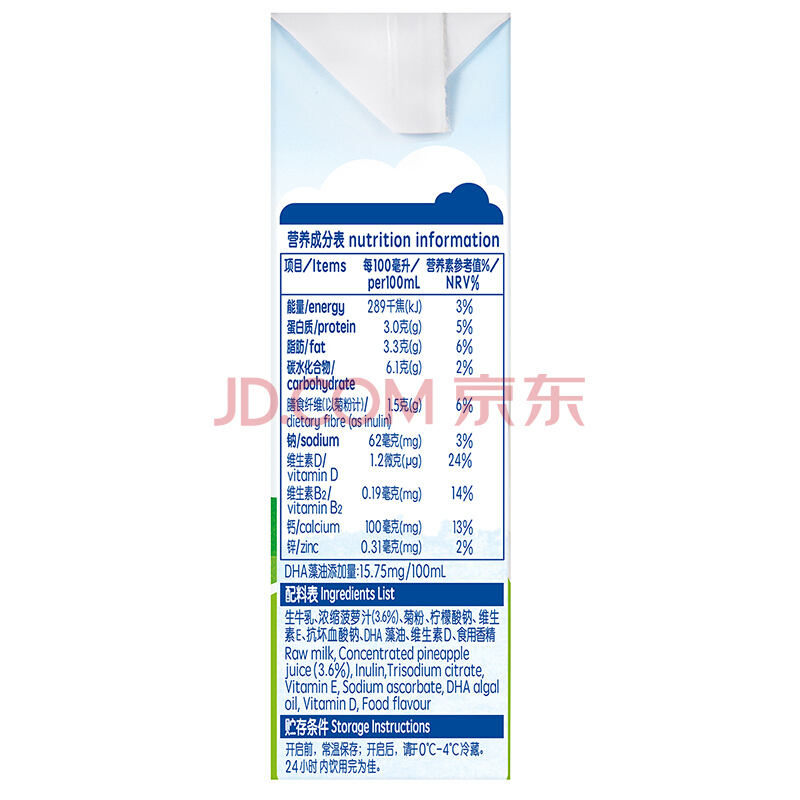 营养成分表 nutrition information
项目/Items 每100毫升/per100mL 营养素参考值%/NRV%
能量/energy 289千焦(kJ) 3%
蛋白质/protein 3.0克(g) 5%
脂肪/fat 3.3克(g) 6%
碳水化合物/carbohydrate 6.1克(g) 2%
JD.COM 京东
膳食纤维(以菊粉计)/dietary fibre (as inulin) 1.5克(g) 6%
钠/sodium 62毫克(mg) 3%
维生素D/vitamin D 1.2微克(μg) 24%
维生素B2/vitamin B2 0.19毫克(mg) 14%
钙/calcium 100毫克(mg) 13%
锌/zinc 0.31毫克(mg) 2%
DHA藻油添加量:15.75mg/100mL
配料表 Ingredients List
生牛乳、浓缩菠萝汁(3.6%)、菊粉、柠檬酸钠、维生
素E、抗坏血酸钠、DHA 藻油、维生素D、食用香精
Raw milk, Concentrated pineapple
juice (3.6%), Inulin,Trisodium citrate,
Vitamin E, Sodium ascorbate, DHA algal
oil, Vitamin D, Food flavour
贮存条件 Storage Instructions
开启前，常温保存；开启后，请于0℃-4℃冷藏。
24小时内饮用完为佳。